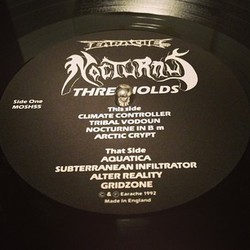 EARACHE
NOCTURNUS
THRESHOLDS
Side One
MOSH55
This side
CLIMATE CONTROLLER
TRIBAL VODOUN
NOCTURNE IN B m
ARCTIC CRYPT
That Side
AQUATICA
SUBTERRANEAN INFILTRATOR
ALTER REALITY
GRIDZONE
℗ & © Earache 1992
Made In England